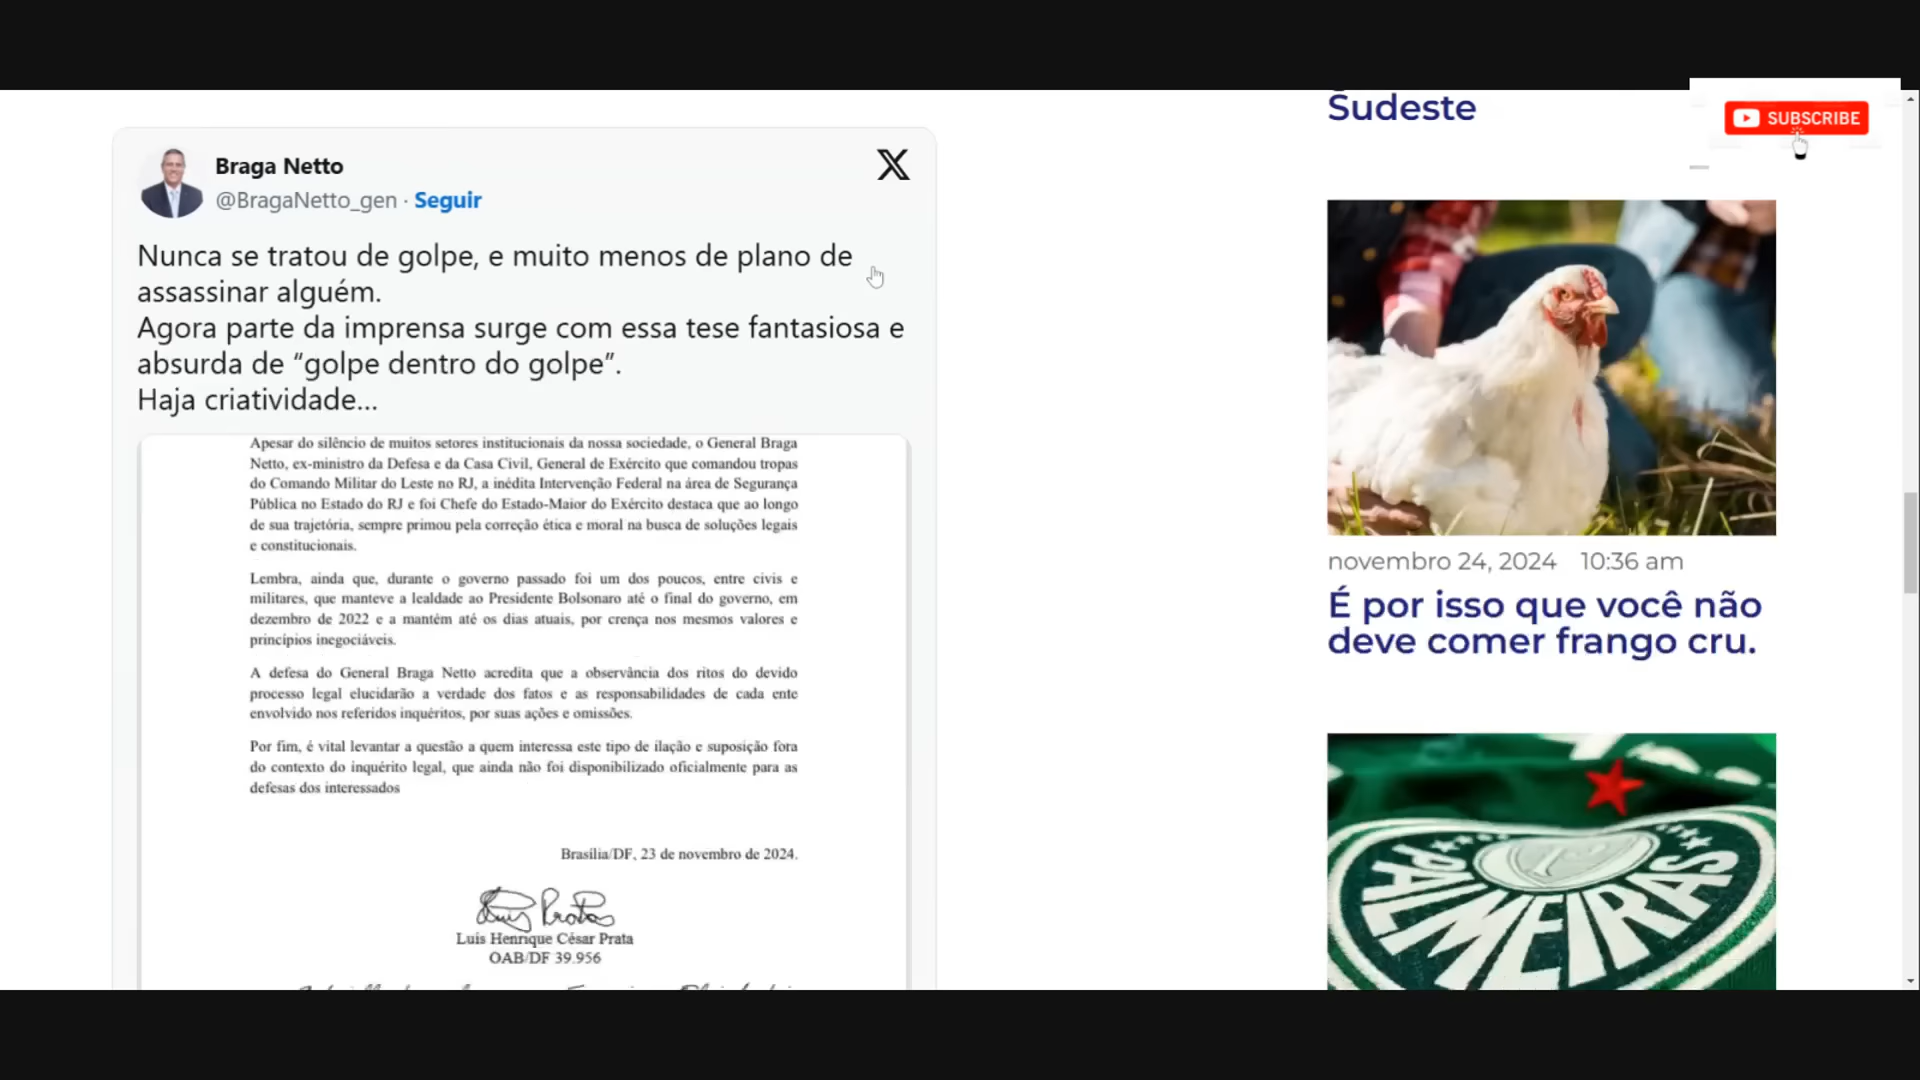 Braga Netto
@BragaNetto_gen · Seguir
Nunca se tratou de golpe, e muito menos de plano de
assassinar alguém.
Agora parte da imprensa surge com essa tese fantasiosa e
absurda de “golpe dentro do golpe”.
Haja criatividade...
Apesar do silêncio de muitos setores institucionais da nossa sociedade, o General Braga
Netto, ex-ministro da Defesa e da Casa Civil, General de Exército que comandou tropas
do Comando Militar do Leste no RJ, a inédita Intervenção Federal na área de Segurança
Pública no Estado do RJ e foi Chefe do Estado-Maior do Exército destaca que ao longo
de sua trajetória, sempre primou pela correção ética e moral na busca de soluções legais
e constitucionais.
Lembra, ainda que, durante o governo passado foi um dos poucos, entre civis e
militares, que manteve a lealdade ao Presidente Bolsonaro até o final do governo, em
dezembro de 2022 e a mantém até os dias atuais, por crença nos mesmos valores e
princípios inegociáveis.
A defesa do General Braga Netto acredita que a observância dos ritos do devido
processo legal elucidarão a verdade dos fatos e as responsabilidades de cada ente
envolvido nos referidos inquéritos, por suas ações e omissões.
Por fim, é vital levantar a questão a quem interessa este tipo de ilação e suposição fora
do contexto do inquérito legal, que ainda não foi disponibilizado oficialmente para as
defesas dos interessados
Brasília/DF, 23 de novembro de 2024.
Luis Prata
Luis Henrique César Prata
OAB/DF 39.956
Sudeste
SUBSCRIBE
novembro 24, 2024 10:36 am
É por isso que você não
deve comer frango cru.
PALMEIRAS